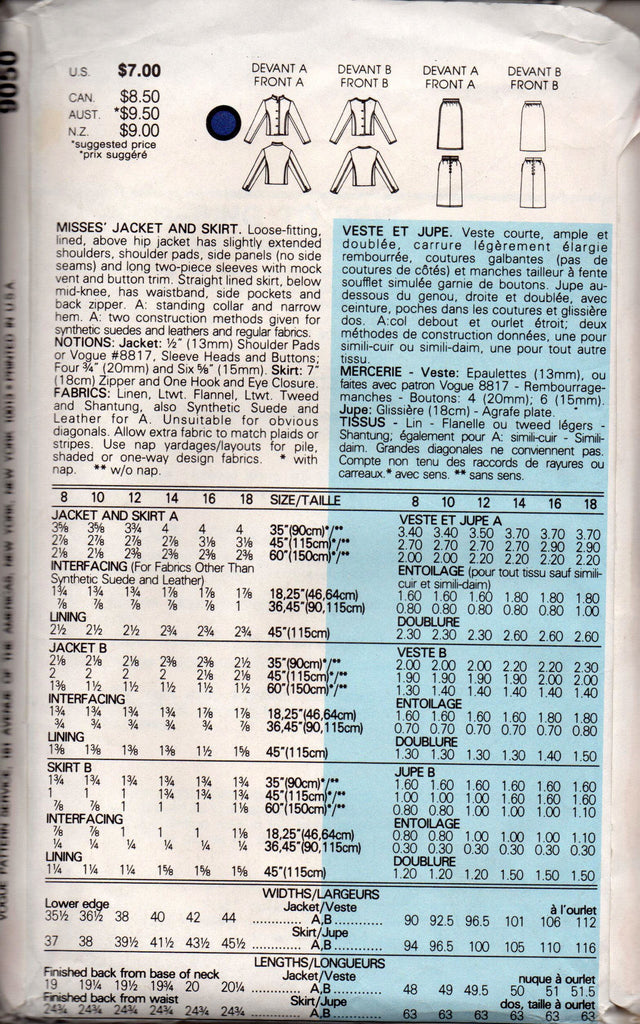 9050
U.S. $7.00
CAN. $8.50
AUST. *$9.50
N.Z. $9.00
*suggested price
*prix suggéré
DEVANT A
FRONT A
DEVANT B
FRONT B
DEVANT A
FRONT A
DEVANT B
FRONT B
MISSES' JACKET AND SKIRT. Loose-fitting,
lined, above hip jacket has slightly extended
shoulders, shoulder pads, side panels (no side
seams) and long two-piece sleeves with mock
vent and button trim. Straight lined skirt, below
mid-knee, has waistband, side pockets and
back zipper. A: standing collar and narrow
hem. A: two construction methods given for
synthetic suedes and leathers and regular fabrics.
NOTIONS: Jacket: ½" (13mm) Shoulder Pads
or Vogue #8817, Sleeve Heads and Buttons;
Four ¾" (20mm) and Six ⅝" (15mm). Skirt: 7"
(18cm) Zipper and One Hook and Eye Closure.
FABRICS: Linen, Ltwt. Flannel, Ltwt. Tweed
and Shantung, also Synthetic Suede and
Leather for A. Unsuitable for obvious
diagonals. Allow extra fabric to match plaids or
stripes. Use nap yardages/layouts for pile,
shaded or one-way design fabrics. * with
nap. ** w/o nap.
VESTE ET JUPE. Veste courte, ample et
doublée, carrure légèrement élargie
rembourrée, coutures galbantes (pas de
coutures de côtés) et manches tailleur à fente
soufflet simulée garnie de boutons. Jupe au-
dessous du genou, droite et doublée, avec
ceinture, poches dans les coutures et glissière
dos. A:col debout et ourlet étroit; deux
méthodes de construction données, une pour
simili-cuir ou simili-daim, une pour tout autre
tissu.
MERCERIE - Veste: Epaulettes (13mm), ou
faites avec patron Vogue 8817 - Rembourrage-
manches - Boutons: 4 (20mm); 6 (15mm).
Jupe: Glissière (18cm) - Agrafe plate.
TISSUS - Lin - Flanelle ou tweed légers -
Shantung; également pour A: simili-cuir - Simili-
daim. Grandes diagonales ne conviennent pas.
Compte non tenu des raccords de rayures ou
carreaux.* avec sens. ** sans sens.
8 10 12 14 16 18 SIZE/TAILLE 8 10 12 14 16 18
JACKET AND SKIRT A VESTE ET JUPE A
3⅝ 3⅝ 3¾ 4 4 4 35"(90cm)*/** 3.40 3.40 3.50 3.70 3.70 3.70
2⅞ 2⅞ 2⅞ 2⅞ 3⅛ 3⅛ 45"(115cm)*/** 2.70 2.70 2.70 2.70 2.90 2.90
2⅛ 2⅛ 2⅜ 2⅜ 2⅜ 2⅜ 60"(150cm)*/** 2.00 2.00 2.20 2.20 2.20 2.20
INTERFACING (For Fabrics Other Than ENTOILAGE (pour tout tissu sauf simili-
Synthetic Suede and Leather) cuir et simili-daim)
1¾ 1¾ 1¾ 1⅞ 1⅞ 1⅞ 18,25"(46,64cm) 1.60 1.60 1.60 1.80 1.80 1.80
⅞ ⅞ ⅞ ⅞ ⅞ 1 36,45"(90,115cm) 0.80 0.80 0.80 0.80 0.80 1.00
LINING DOUBLURE
2½ 2½ 2½ 2¾ 2¾ 2¾ 45"(115cm) 2.30 2.30 2.30 2.60 2.60 2.60
JACKET B VESTE B
2⅛ 2⅛ 2⅛ 2⅜ 2⅜ 2½ 35"(90cm)*/** 2.00 2.00 2.00 2.20 2.20 2.30
2 2 2 2 2⅛ 2⅛ 45"(115cm)*/** 1.90 1.90 1.90 1.90 2.00 2.00
1⅜ 1½ 1½ 1½ 1½ 1½ 60"(150cm)*/** 1.30 1.40 1.40 1.40 1.40 1.40
INTERFACING ENTOILAGE
1¾ 1¾ 1¾ 1¾ 1⅞ 1⅞ 18,25"(46,64cm) 1.60 1.60 1.60 1.60 1.80 1.80
¾ ¾ ¾ ¾ ¾ ⅞ 36,45"(90,115cm) 0.70 0.70 0.70 0.70 0.70 0.80
LINING DOUBLURE
1⅜ 1⅜ 1⅜ 1⅜ 1½ 1⅝ 45"(115cm) 1.30 1.30 1.30 1.30 1.40 1.50
SKIRT B JUPE B
1¾ 1¾ 1¾ 1¾ 1¾ 1¾ 35"(90cm)*/** 1.60 1.60 1.60 1.60 1.60 1.60
1 1 1 1¾ 1¾ 1¾ 45"(115cm)*/** 1.00 1.00 1.00 1.60 1.60 1.60
⅞ ⅞ 1 1 1 1⅛ 60"(150cm)*/** 0.80 0.80 1.00 1.00 1.00 1.10
INTERFACING ENTOILAGE
⅞ ⅞ 1 1 1 1⅛ 18,25"(46,64cm) 0.80 0.80 1.00 1.00 1.00 1.10
¼ ¼ ¼ ¼ ¼ ¼ 36,45"(90,115cm) 0.30 0.30 0.30 0.30 0.30 0.30
LINING DOUBLURE
1¼ 1¼ 1¼ 1⅝ 1⅝ 1⅝ 45"(115cm) 1.20 1.20 1.20 1.50 1.50 1.50
WIDTHS/LARGEURS
Lower edge Jacket/Veste à l'ourlet
35½ 36½ 38 40 42 44 ............ A,B ............ 90 92.5 96.5 101 106 112
Skirt/Jupe
37 38 39½ 41½ 43½ 45½ ............ A,B ............ 94 96.5 100 105 110 116
LENGTHS/LONGUEURS
Finished back from base of neck Jacket/Veste nuque à ourlet
19 19¼ 19½ 19¾ 20 20¼ ............ A,B ............ 48 49 49.5 50 51 51.5
Finished back from waist Skirt/Jupe dos, taille à ourlet
24¾ 24¾ 24¾ 24¾ 24¾ 24¾ ............ A,B ............ 63 63 63 63 63 63
VOGUE PATTERN SERVICE, 161 AVENUE OF THE AMERICAS, NEW YORK, NEW YORK 10013 PRINTED IN U.S.A.